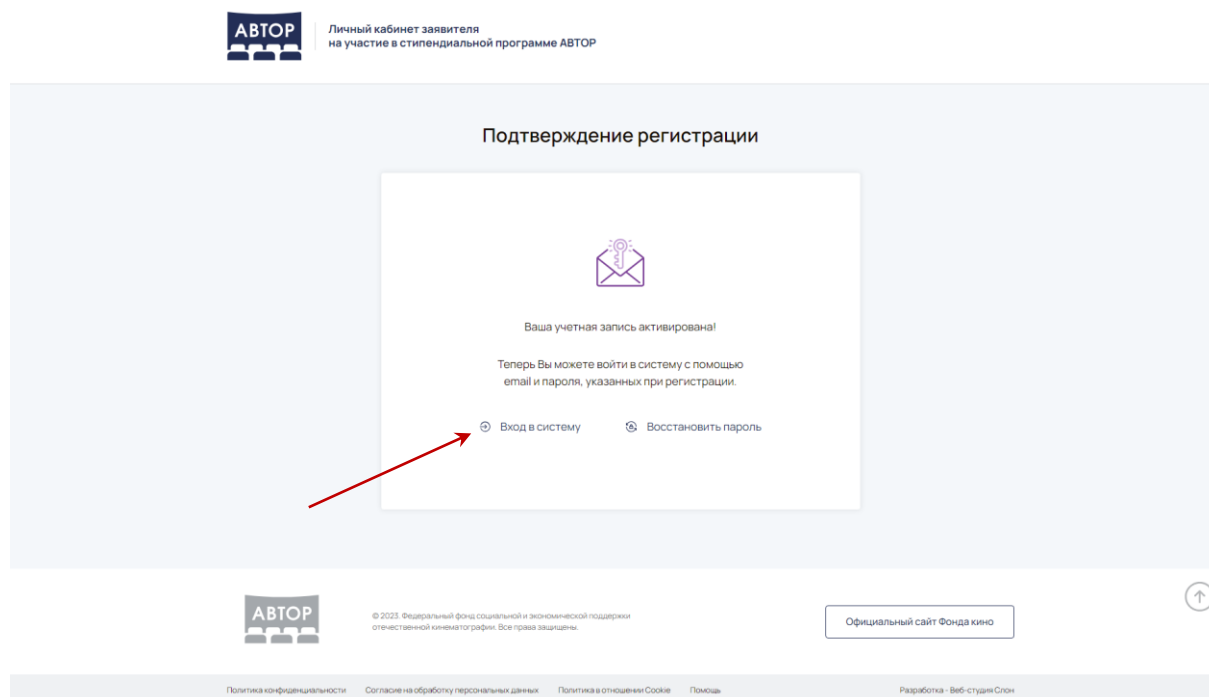 АВТОР
Личный кабинет заявителя
на участие в стипендиальной программе АВТОР
Подтверждение регистрации
Ваша учетная запись активирована!
Теперь Вы можете войти в систему с помощью
email и пароля, указанных при регистрации.
Вход в систему
Восстановить пароль
АВТОР
© 2023. Федеральный фонд социальной и экономической поддержки
отечественной кинематографии. Все права защищены.
Официальный сайт Фонда кино
Политика конфиденциальности
Согласие на обработку персональных данных
Политика в отношении Cookie
Помощь
Разработка - Веб-студия Слон